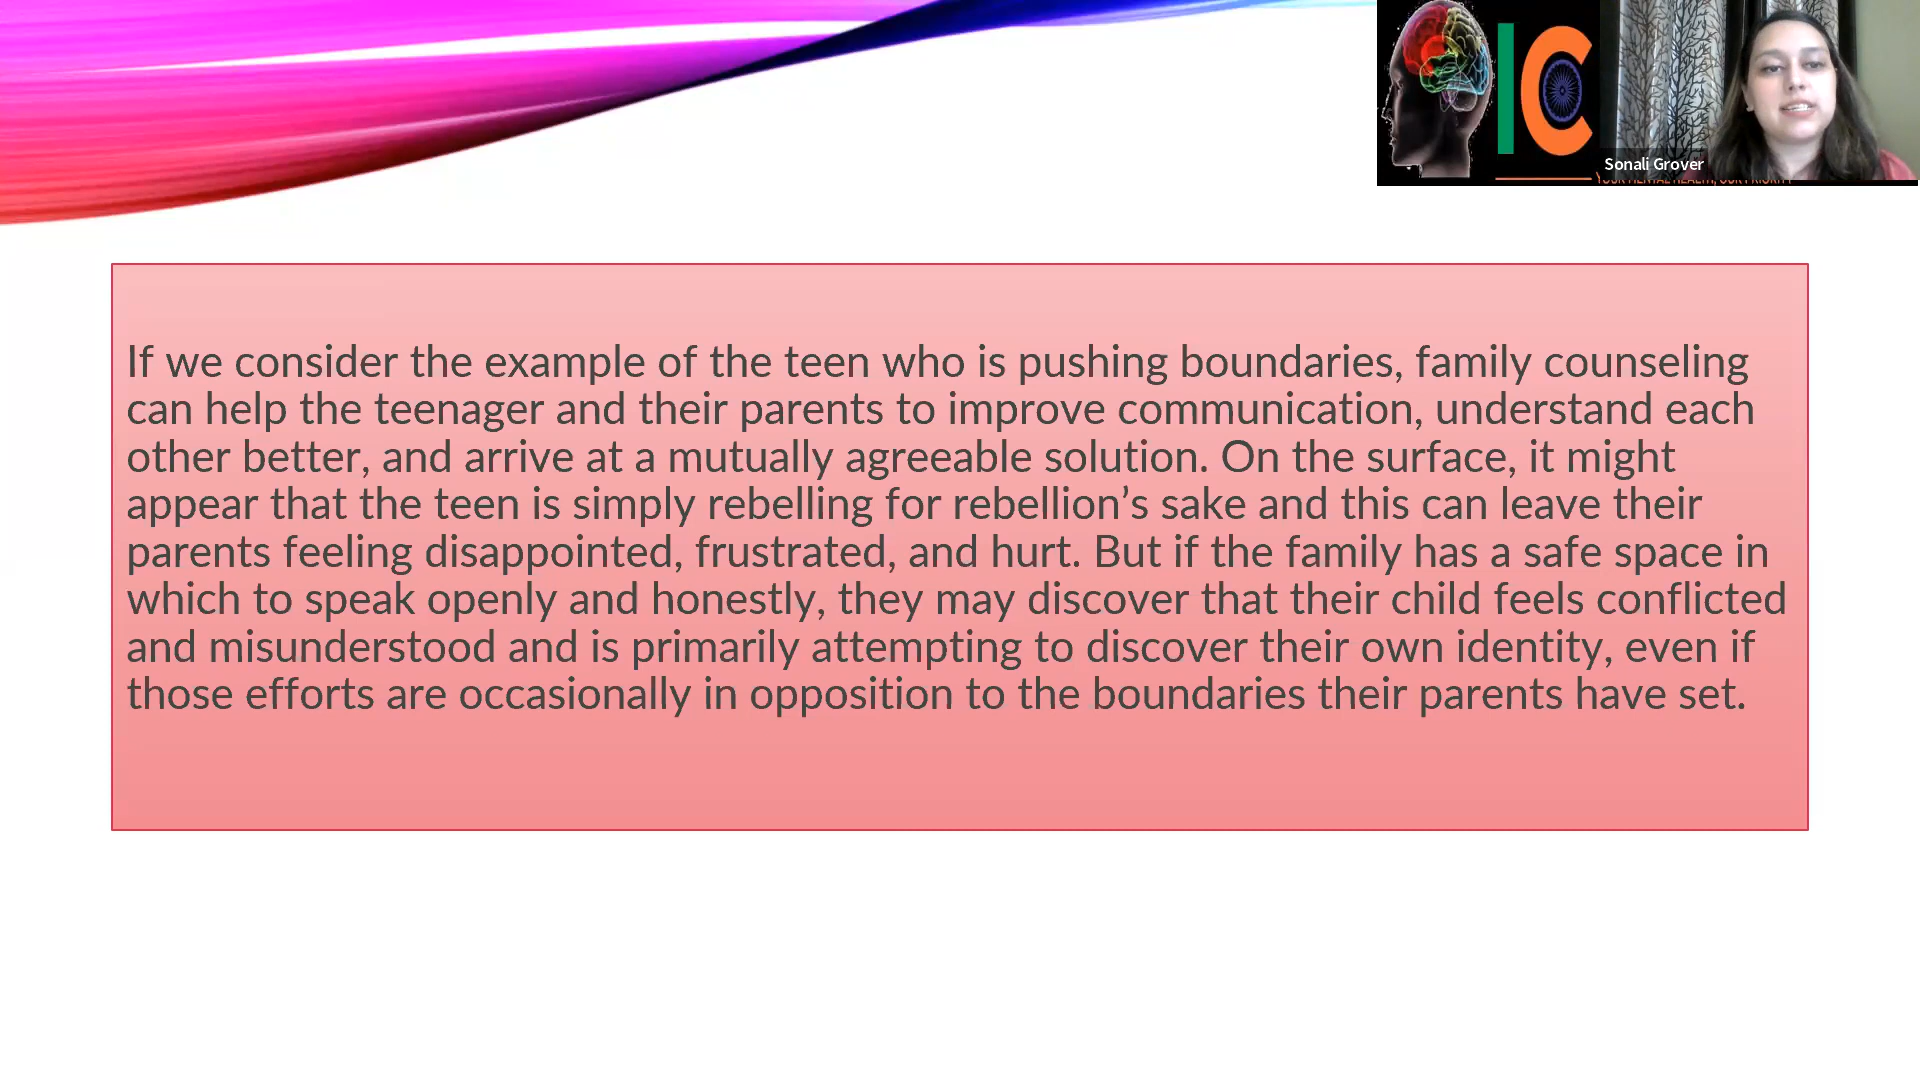 IC
Sonali Grover
If we consider the example of the teen who is pushing boundaries, family counseling
can help the teenager and their parents to improve communication, understand each
other better, and arrive at a mutually agreeable solution. On the surface, it might
appear that the teen is simply rebelling for rebellion’s sake and this can leave their
parents feeling disappointed, frustrated, and hurt. But if the family has a safe space in
which to speak openly and honestly, they may discover that their child feels conflicted
and misunderstood and is primarily attempting to discover their own identity, even if
those efforts are occasionally in opposition to the boundaries their parents have set.